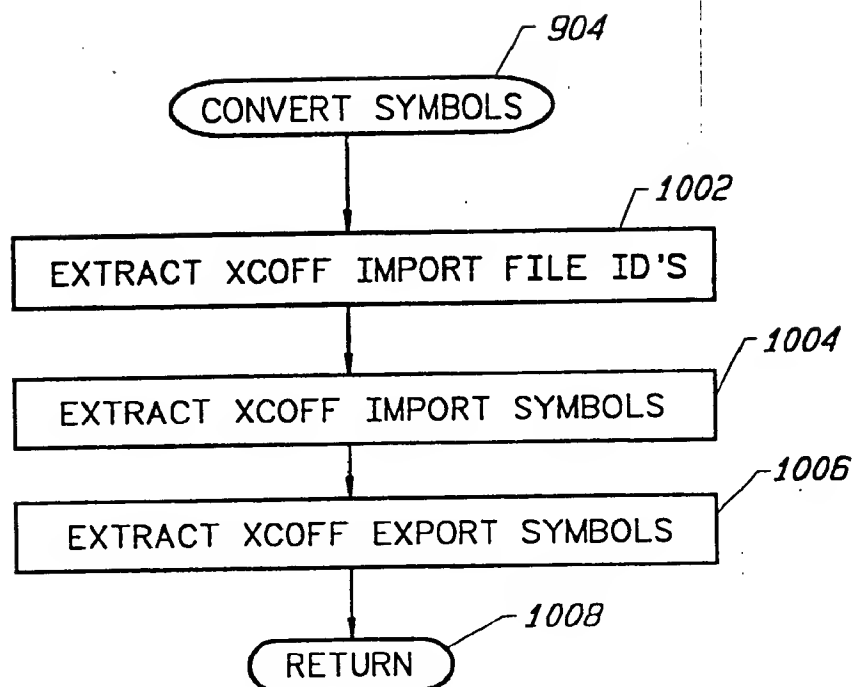 904
CONVERT SYMBOLS
1002
EXTRACT XCOFF IMPORT FILE ID'S
1004
EXTRACT XCOFF IMPORT SYMBOLS
1006
EXTRACT XCOFF EXPORT SYMBOLS
1008
RETURN